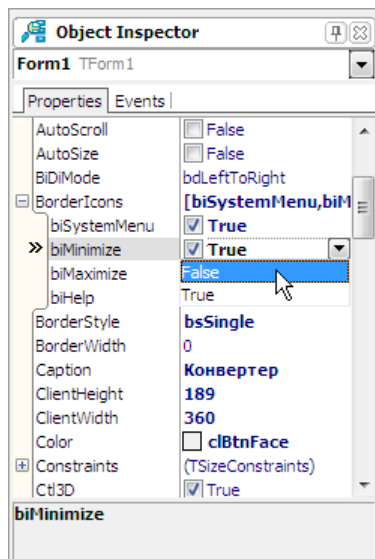 Object Inspector
Form1 TForm1
Properties Events
AutoScroll False
AutoSize False
BiDiMode bdLeftToRight
BorderIcons [biSystemMenu,biM
biSystemMenu True
biMinimize True
biMaximize False
biHelp True
BorderStyle bsSingle
BorderWidth 0
Caption Конвертер
ClientHeight 189
ClientWidth 360
Color clBtnFace
Constraints (TSizeConstraints)
Ctl3D True
biMinimize